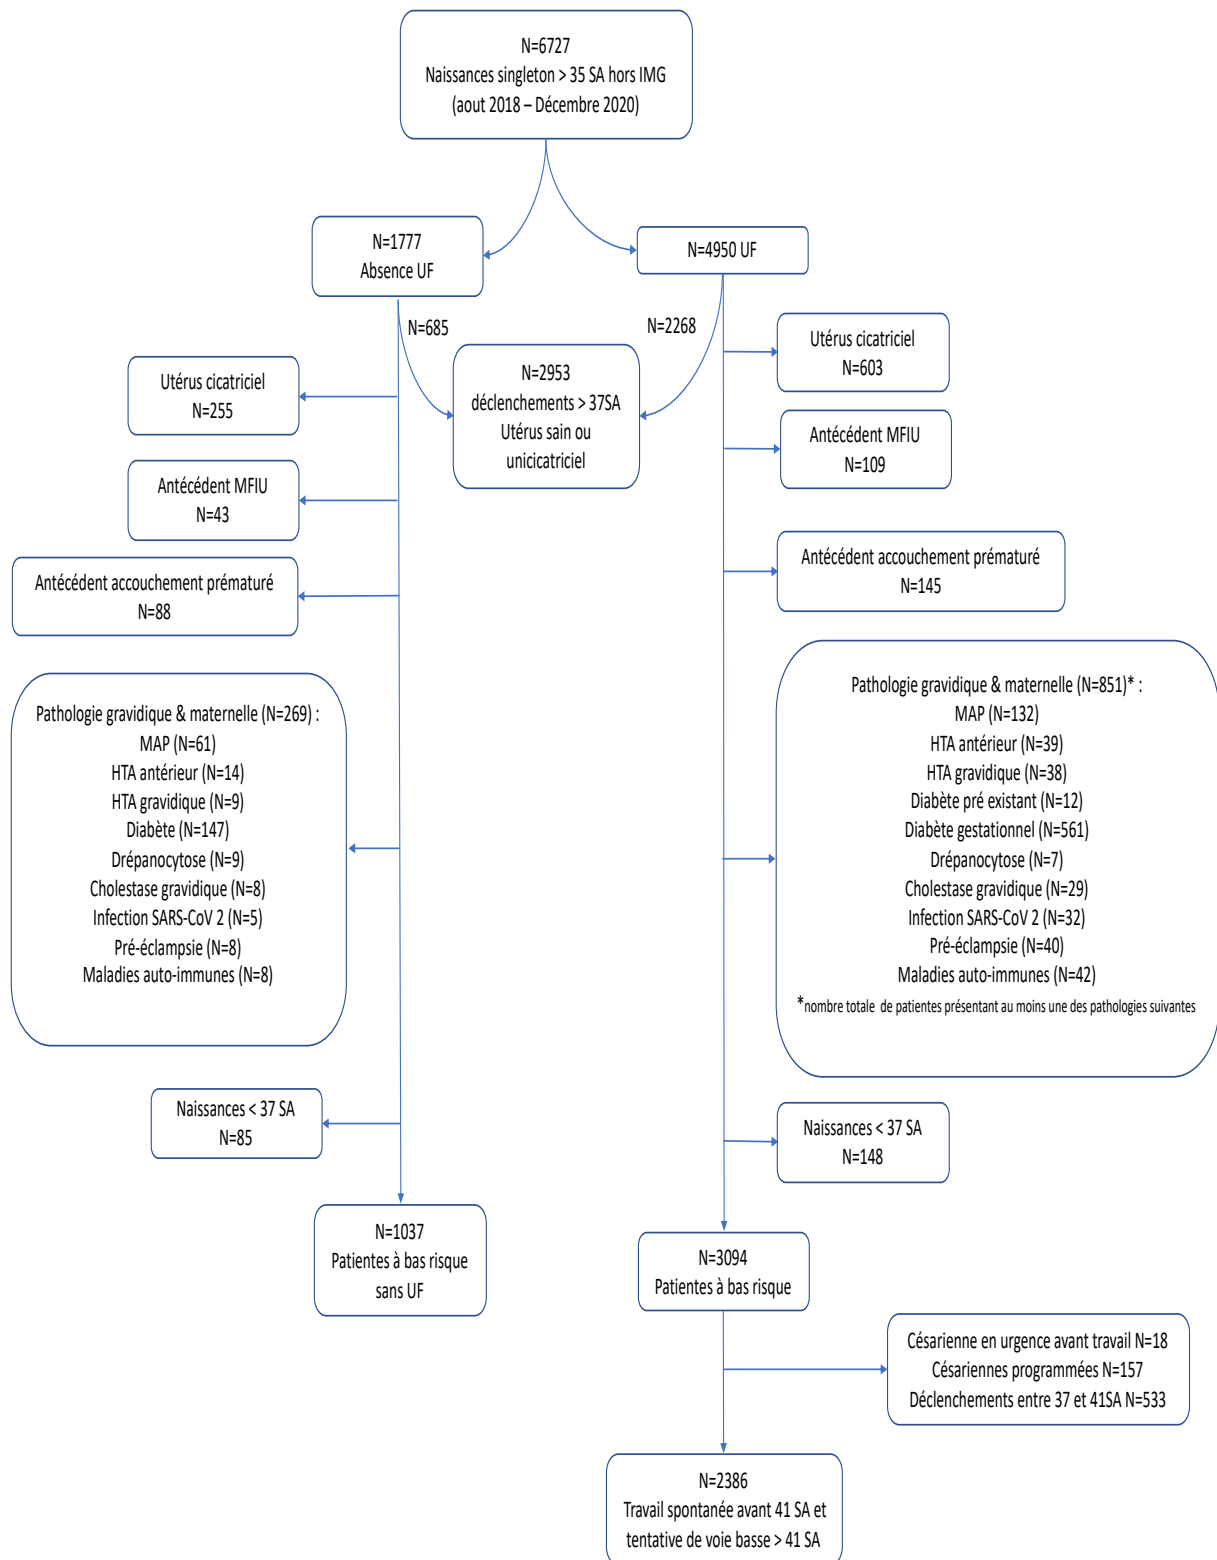 N=6727
Naissances singleton > 35 SA hors IMG
(aout 2018 – Décembre 2020)
N=1777
Absence UF
N=4950 UF
N=685
N=2268
N=2953
déclenchements > 37SA
Utérus sain ou
unicicatriciel
Utérus cicatriciel
N=255
Utérus cicatriciel
N=603
Antécédent MFIU
N=43
Antécédent MFIU
N=109
Antécédent accouchement prématuré
N=88
Antécédent accouchement prématuré
N=145
Pathologie gravidique & maternelle (N=269) :
MAP (N=61)
HTA antérieur (N=14)
HTA gravidique (N=9)
Diabète (N=147)
Drépanocytose (N=9)
Cholestase gravidique (N=8)
Infection SARS-CoV 2 (N=5)
Pré-éclampsie (N=8)
Maladies auto-immunes (N=8)
Pathologie gravidique & maternelle (N=851)* :
MAP (N=132)
HTA antérieur (N=39)
HTA gravidique (N=38)
Diabète pré existant (N=12)
Diabète gestationnel (N=561)
Drépanocytose (N=7)
Cholestase gravidique (N=29)
Infection SARS-CoV 2 (N=32)
Pré-éclampsie (N=40)
Maladies auto-immunes (N=42)
*nombre totale de patientes présentant au moins une des pathologies suivantes
Naissances < 37 SA
N=85
Naissances < 37 SA
N=148
N=1037
Patientes à bas risque
sans UF
N=3094
Patientes à bas risque
Césarienne en urgence avant travail N=18
Césariennes programmées N=157
Déclenchements entre 37 et 41SA N=533
N=2386
Travail spontanée avant 41 SA et
tentative de voie basse > 41 SA